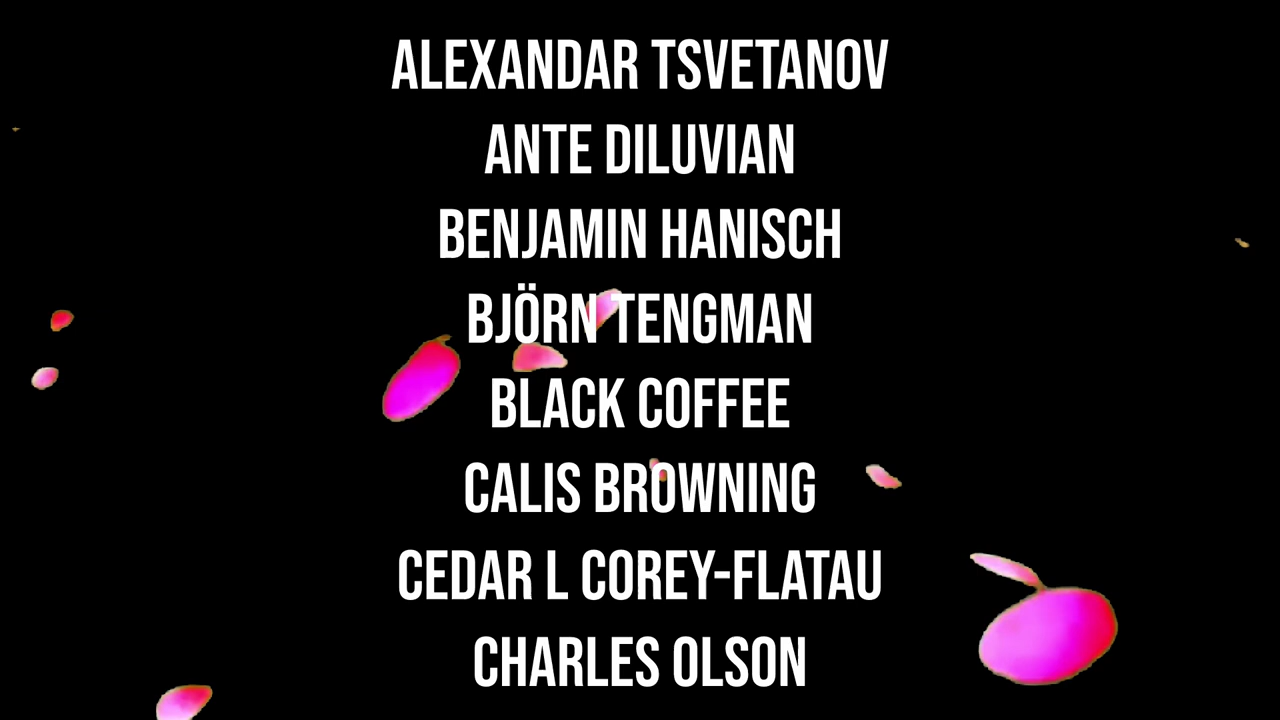 ALEXANDAR TSVETANOV
ANTE DILUVIAN
BENJAMIN HANISCH
BJÖRN TENGMAN
BLACK COFFEE
CALIS BROWNING
CEDAR L COREY-FLATAU
CHARLES OLSON